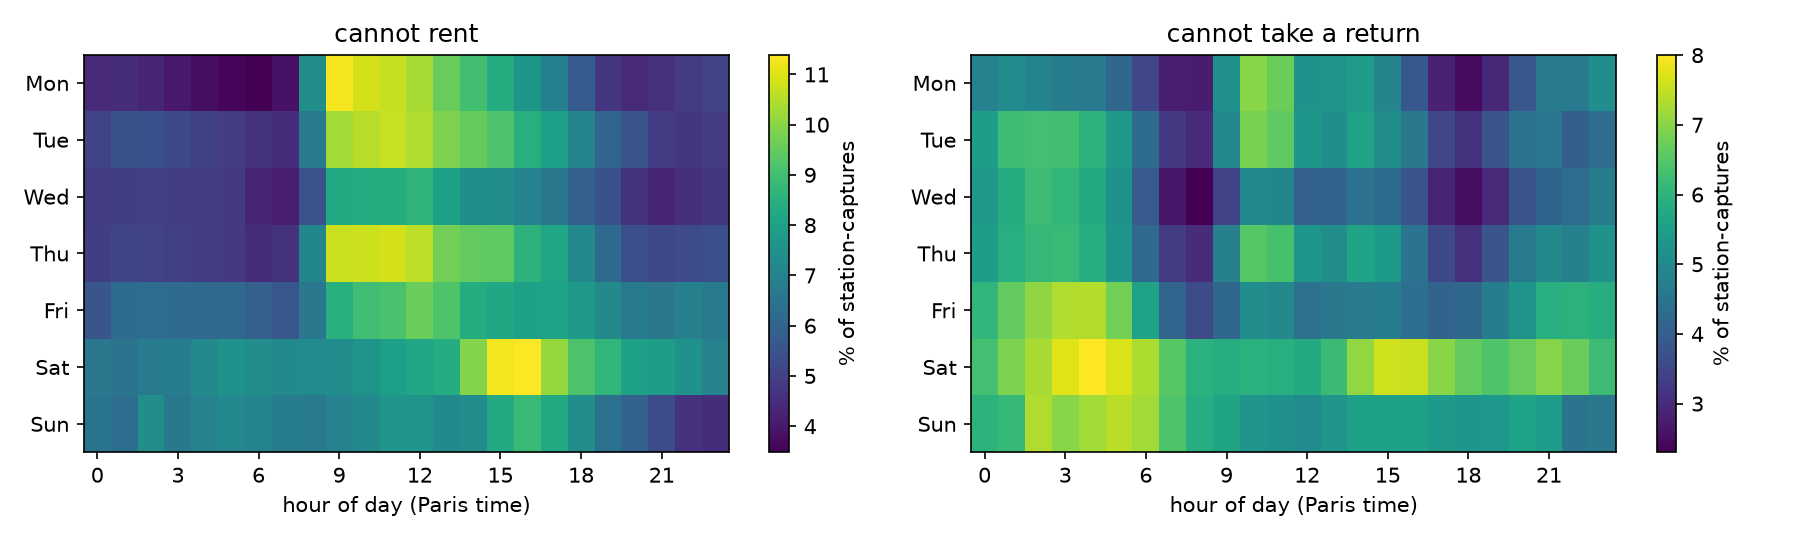 cannot rent
Mon
Tue
Wed
Thu
Fri
Sat
Sun
0 3 6 9 12 15 18 21
hour of day (Paris time)
11
10
9
8
7
6
5
4
% of station-captures
cannot take a return
Mon
Tue
Wed
Thu
Fri
Sat
Sun
0 3 6 9 12 15 18 21
hour of day (Paris time)
8
7
6
5
4
3
% of station-captures